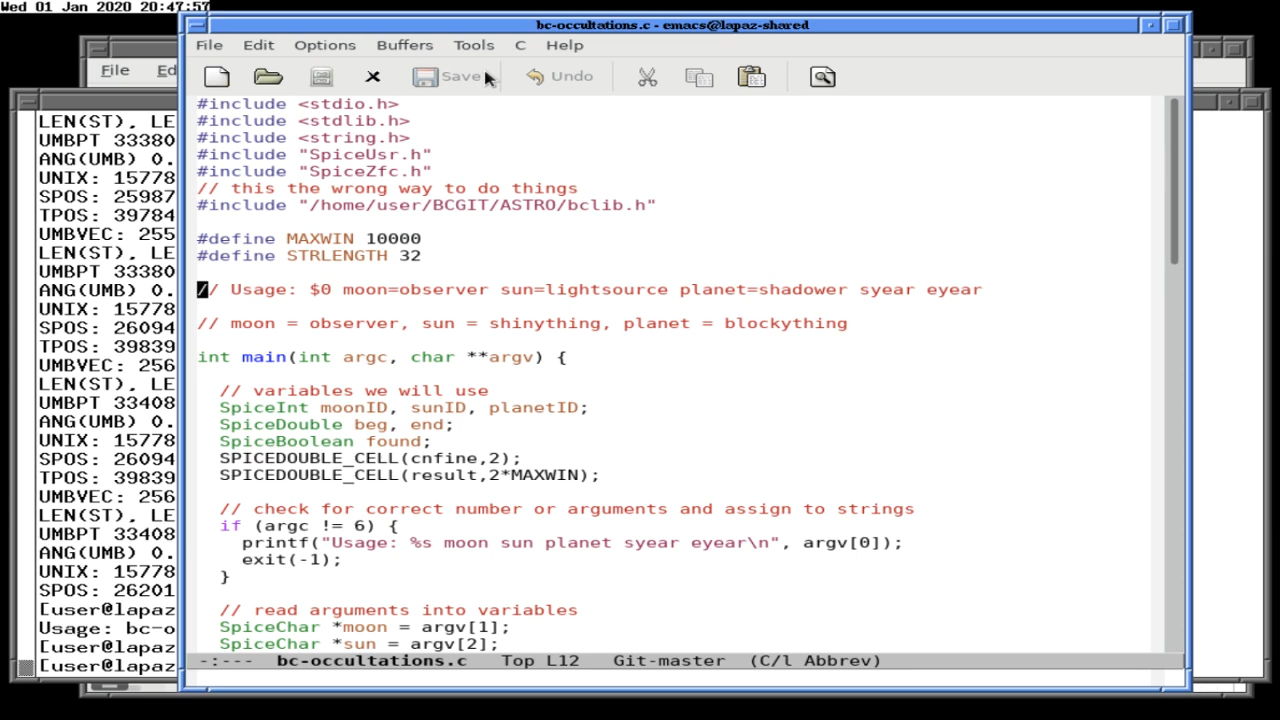 Wed 01 Jan 2020 20:47:57
bc-occultations.c - emacs@lapaz-shared
File Edit Options Buffers Tools C Help
Save Undo
#include <stdio.h>
#include <stdlib.h>
#include <string.h>
#include "SpiceUsr.h"
#include "SpiceZfc.h"
// this the wrong way to do things
#include "/home/user/BCGIT/ASTRO/bclib.h"
#define MAXWIN 10000
#define STRLENGTH 32
// Usage: $0 moon=observer sun=lightsource planet=shadower syear eyear
// moon = observer, sun = shinything, planet = blockything
int main(int argc, char **argv) {
// variables we will use
SpiceInt moonID, sunID, planetID;
SpiceDouble beg, end;
SpiceBoolean found;
SPICEDOUBLE_CELL(cnfine,2);
SPICEDOUBLE_CELL(result,2*MAXWIN);
// check for correct number or arguments and assign to strings
if (argc != 6) {
printf("Usage: %s moon sun planet syear eyear\n", argv[0]);
exit(-1);
}
// read arguments into variables
SpiceChar *moon = argv[1];
SpiceChar *sun = argv[2];
-:--- bc-occultations.c Top L12 Git-master (C/l Abbrev)
File Ed
LEN(ST), LE
UMBPT 33380
ANG(UMB) 0.
UNIX: 15778
SPOS: 25987
TPOS: 39784
UMBVEC: 255
LEN(ST), LE
UMBPT 33380
ANG(UMB) 0.
UNIX: 15778
SPOS: 26094
TPOS: 39839
UMBVEC: 256
LEN(ST), LE
UMBPT 33408
ANG(UMB) 0.
UNIX: 15778
SPOS: 26094
TPOS: 39839
UMBVEC: 256
LEN(ST), LE
UMBPT 33408
ANG(UMB) 0.
UNIX: 15778
SPOS: 26201
[user@lapaz
Usage: bc-o
[user@lapaz
[user@lapaz